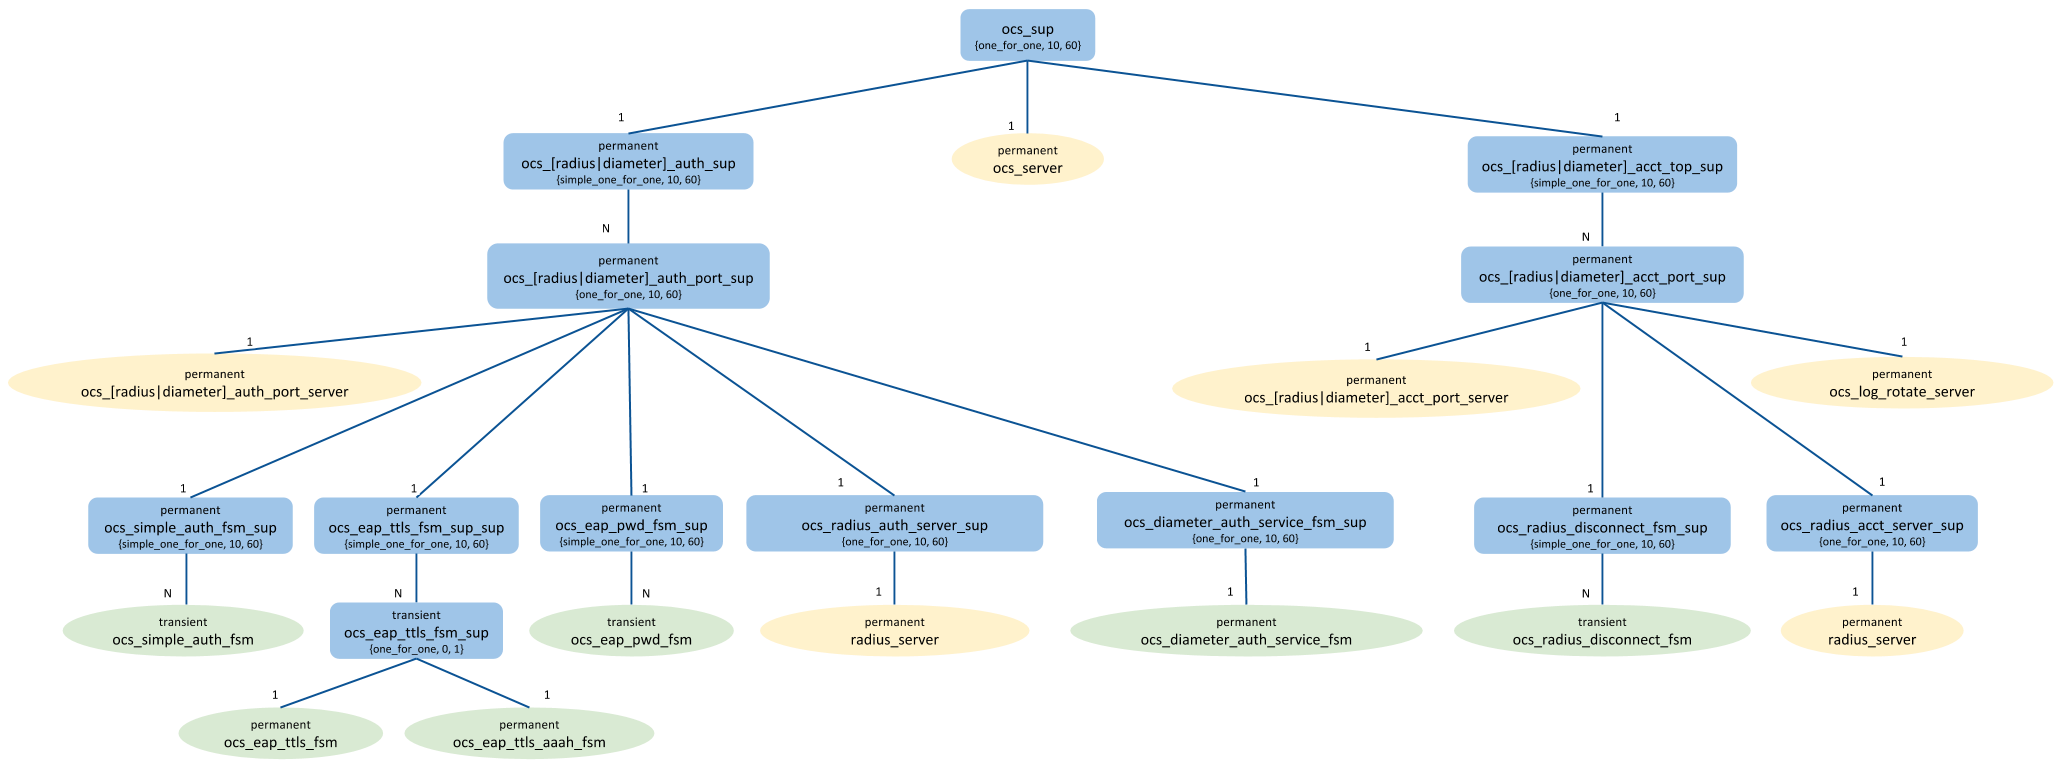 ocs_sup
{one_for_one, 10, 60}
1
1
1
permanent
ocs_[radius|diameter]_auth_sup
{simple_one_for_one, 10, 60}
permanent
ocs_server
permanent
ocs_[radius|diameter]_acct_top_sup
{simple_one_for_one, 10, 60}
N
N
permanent
ocs_[radius|diameter]_auth_port_sup
{one_for_one, 10, 60}
permanent
ocs_[radius|diameter]_acct_port_sup
{one_for_one, 10, 60}
1
1
1
permanent
ocs_[radius|diameter]_auth_port_server
permanent
ocs_[radius|diameter]_acct_port_server
permanent
ocs_log_rotate_server
1
1
1
1
1
1
1
permanent
ocs_simple_auth_fsm_sup
{simple_one_for_one, 10, 60}
permanent
ocs_eap_ttls_fsm_sup_sup
{simple_one_for_one, 10, 60}
permanent
ocs_eap_pwd_fsm_sup
{simple_one_for_one, 10, 60}
permanent
ocs_radius_auth_server_sup
{one_for_one, 10, 60}
permanent
ocs_diameter_auth_service_fsm_sup
{one_for_one, 10, 60}
permanent
ocs_radius_disconnect_fsm_sup
{simple_one_for_one, 10, 60}
permanent
ocs_radius_acct_server_sup
{one_for_one, 10, 60}
N
N
N
1
1
N
1
transient
ocs_simple_auth_fsm
transient
ocs_eap_ttls_fsm_sup
{one_for_one, 0, 1}
transient
ocs_eap_pwd_fsm
permanent
radius_server
permanent
ocs_diameter_auth_service_fsm
transient
ocs_radius_disconnect_fsm
permanent
radius_server
1
1
permanent
ocs_eap_ttls_fsm
permanent
ocs_eap_ttls_aaah_fsm